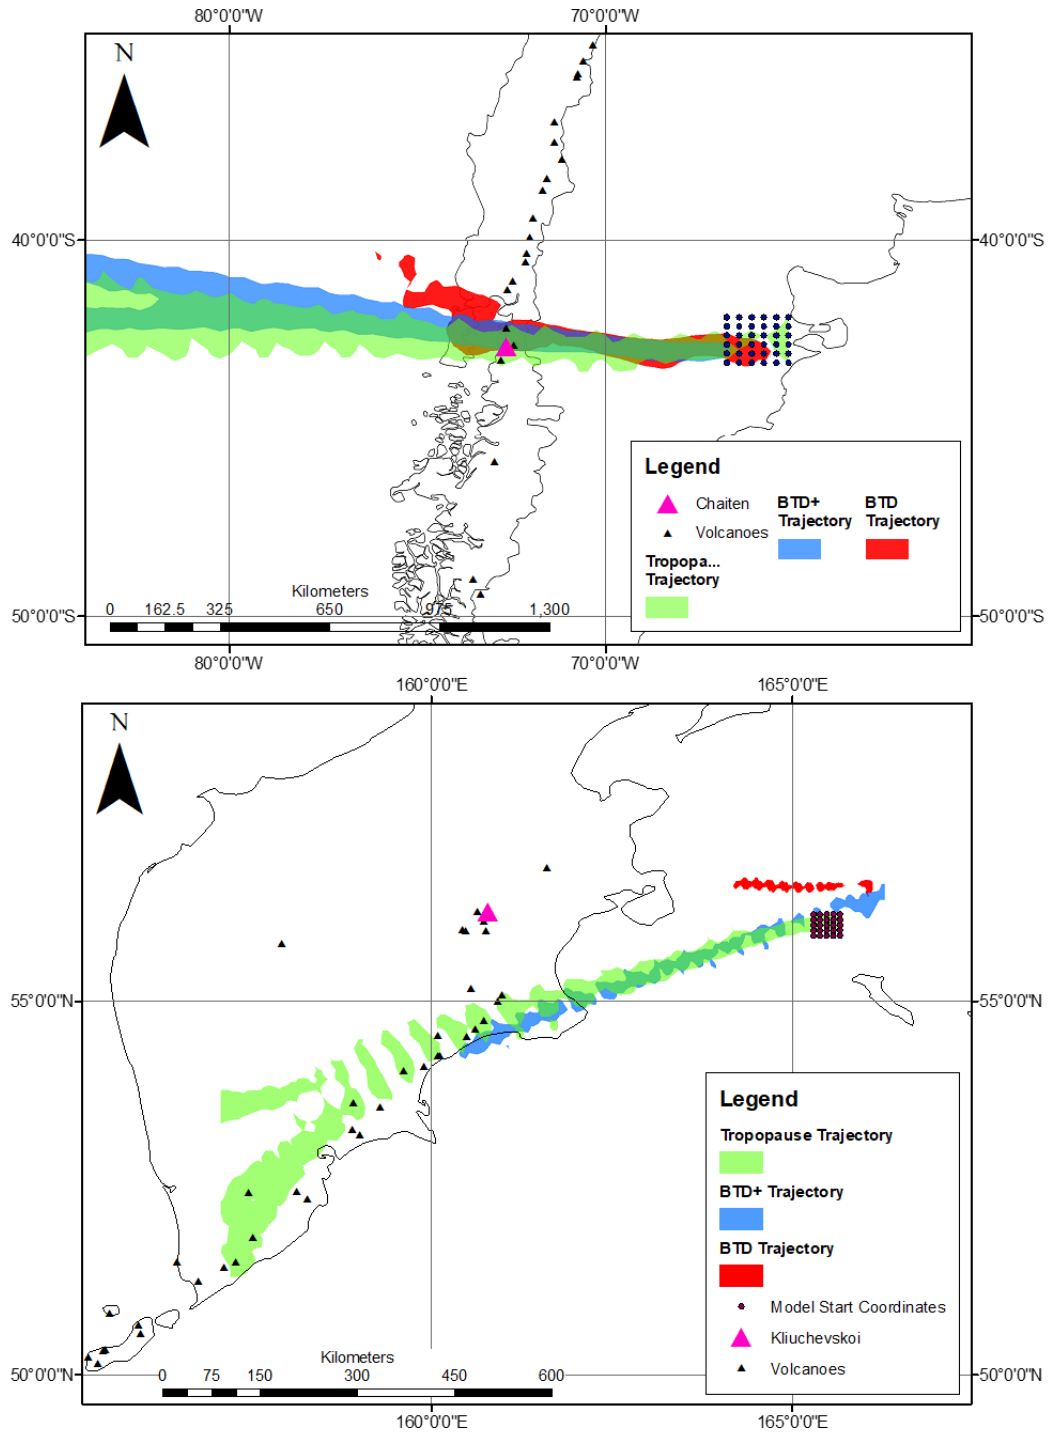 80°0'0"W 70°0'0"W
N
40°0'0"S 40°0'0"S
Legend
Chaiten
Volcanoes
BTD+
Trajectory
BTD
Trajectory
Tropopa...
Trajectory
Kilometers
0 162.5 325 650 975 1,300
50°0'0"S 50°0'0"S
80°0'0"W 70°0'0"W
160°0'0"E 165°0'0"E
N
55°0'0"N 55°0'0"N
Legend
Tropopause Trajectory
BTD+ Trajectory
BTD Trajectory
Model Start Coordinates
Kliuchevskoi
Volcanoes
Kilometers
0 75 150 300 450 600
50°0'0"N 50°0'0"N
160°0'0"E 165°0'0"E